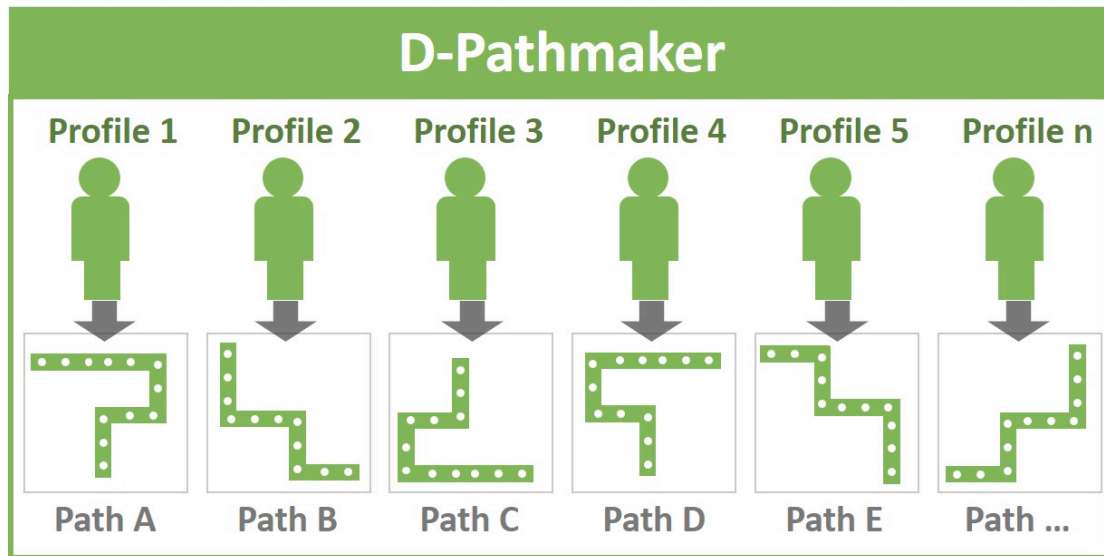 D-Pathmaker
Profile 1 Profile 2 Profile 3 Profile 4 Profile 5 Profile n
Path A Path B Path C Path D Path E Path ...